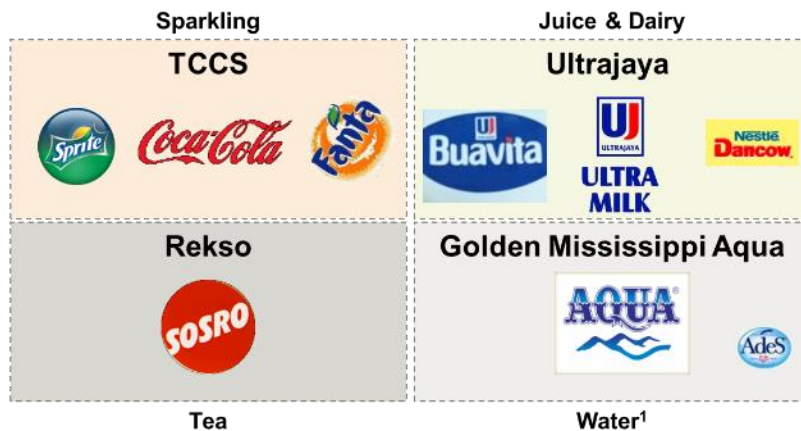 Sparkling
Juice & Dairy
TCCS
Ultrajaya
Sprite
Coca-Cola
Fanta
UJ
Buavita
UJ
ULTRAJAYA
ULTRA
MILK
Nestlé
Dancow
Rekso
Golden Mississippi Aqua
SOSRO
AQUA®
AdeS
Tea
Water¹